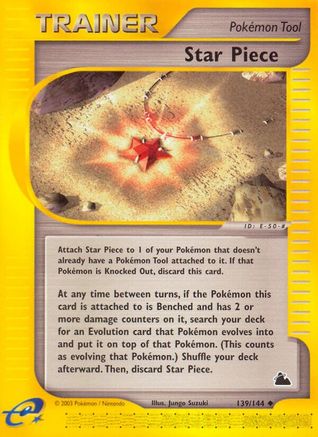 TRAINER
Pokémon Tool
Star Piece
ID: E-50-#
Attach Star Piece to 1 of your Pokémon that doesn't
already have a Pokémon Tool attached to it. If that
Pokémon is Knocked Out, discard this card.
At any time between turns, if the Pokémon this
card is attached to is Benched and has 2 or
more damage counters on it, search your deck
for an Evolution card that Pokémon evolves into
and put it on top of that Pokémon. (This counts
as evolving that Pokémon.) Shuffle your deck
afterward. Then, discard Star Piece.
e
© 2003 Pokémon / Nintendo
Illus. Jungo Suzuki
139/144 ◆